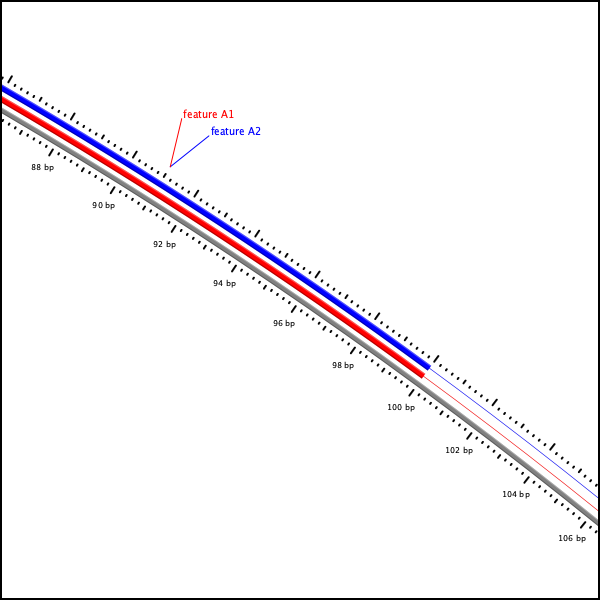 feature A1
feature A2
88 bp
90 bp
92 bp
94 bp
96 bp
98 bp
100 bp
102 bp
104 bp
106 bp